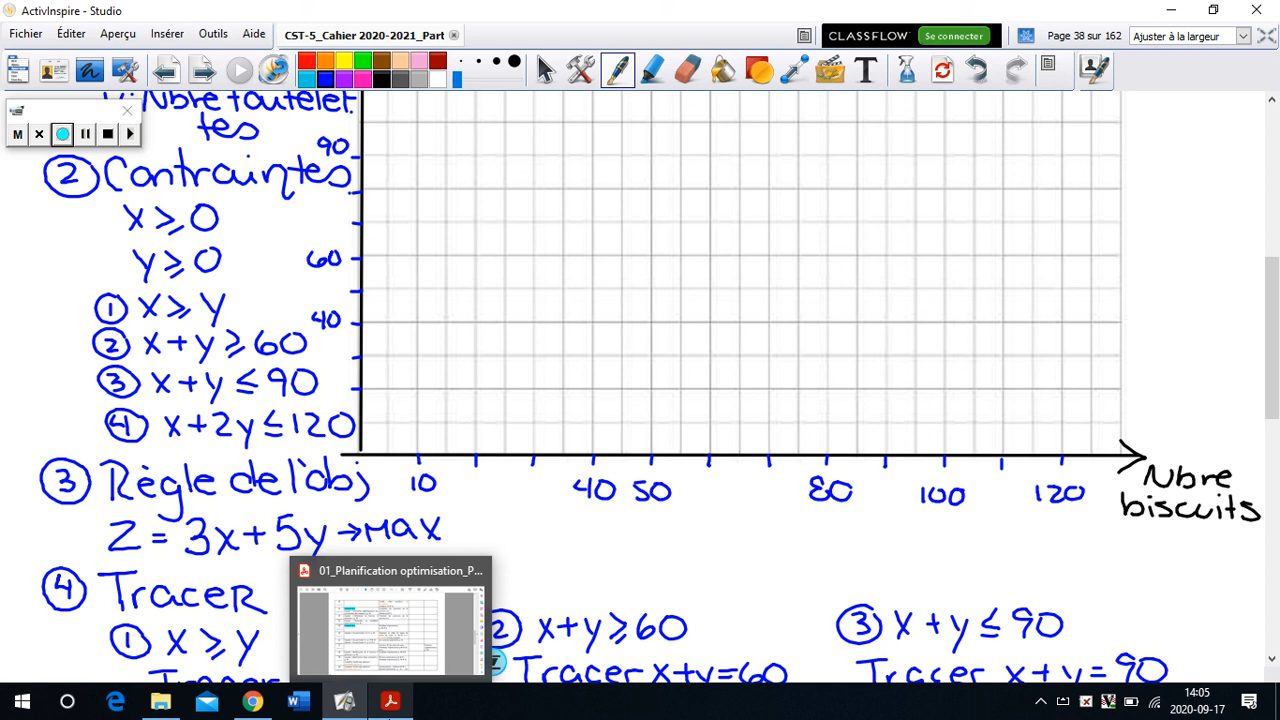 ActivInspire - Studio
Fichier Éditer Aperçu Insérer Outils Aide CST-5_Cahier 2020-2021_Part CLASSFLOW Se connecter Page 38 sur 162 Ajuster à la largeur
M
tes
90
② Contraintes
x ≥ 0
y ≥ 0
60
① x ≥ y
40
② x + y ≥ 60
③ x + y ≤ 90
④ x + 2y ≤ 120
③ Règle de l'obj
10 40 50 80 100 120
Nbre
biscuits
Z = 3x + 5y → MAX
01_Planification optimisation_P...
④ Tracer
① x ≥ y
② x + y ≥ 60
③ x + y ≤ 90
Tracer
Tracer x + y = 60
Tracer x + y = 90
14:05
2020-09-17